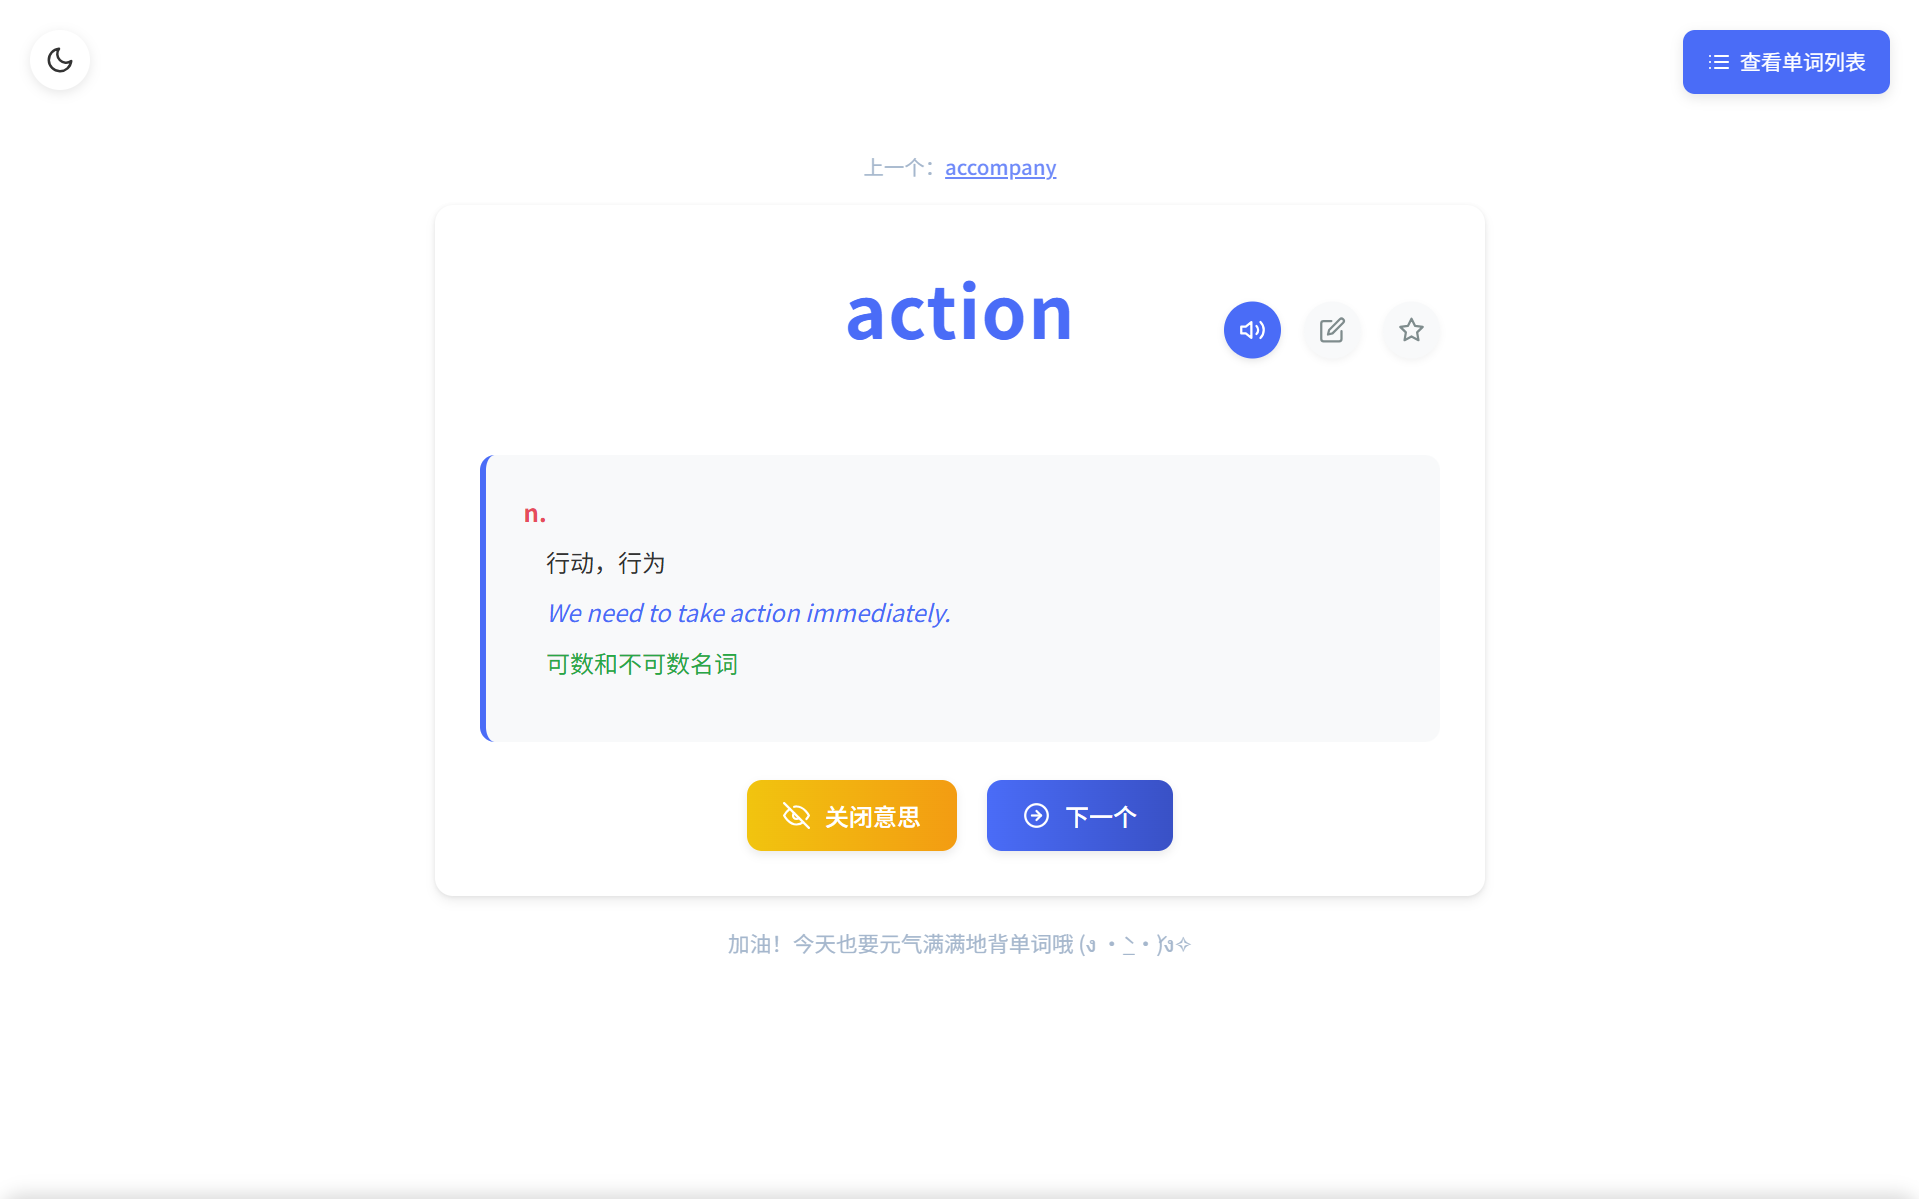 查看单词列表
上一个：accompany
action
n.
行动，行为
We need to take action immediately.
可数和不可数名词
关闭意思
下一个
加油！今天也要元气满满地背单词哦 (ง •̀_•́)ง✧